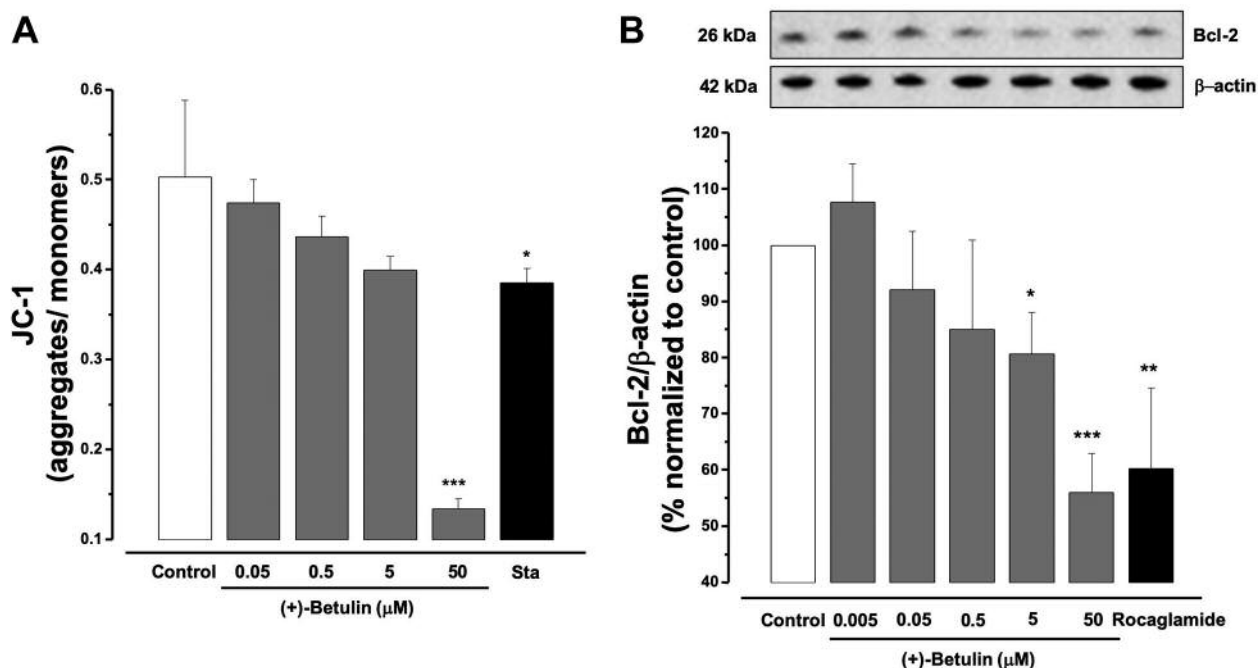 A
JC-1
(aggregates/ monomers)
0.6
0.5
0.4
0.3
0.2
0.1
*
***
Control 0.05 0.5 5 50 Sta
(+)-Betulin (μM)
B
26 kDa Bcl-2
42 kDa β–actin
Bcl-2/β-actin
(% normalized to control)
120
110
100
90
80
70
60
50
40
*
**
***
Control 0.005 0.05 0.5 5 50 Rocaglamide
(+)-Betulin (μM)